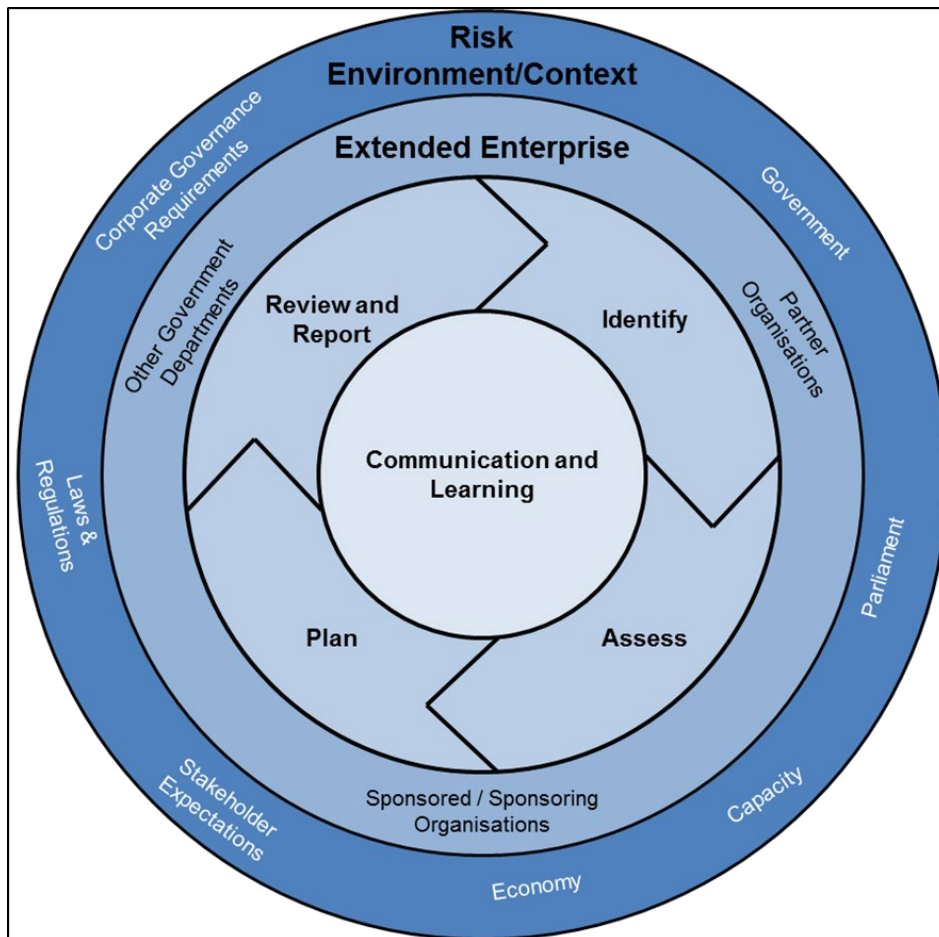 Risk
Environment/Context
Corporate Governance
Requirements
Government
Extended Enterprise
Other Government
Departments
Partner
Organisations
Review and
Report
Identify
Communication and
Learning
Laws &
Regulations
Parliament
Plan
Assess
Stakeholder
Expectations
Sponsored / Sponsoring
Organisations
Capacity
Economy